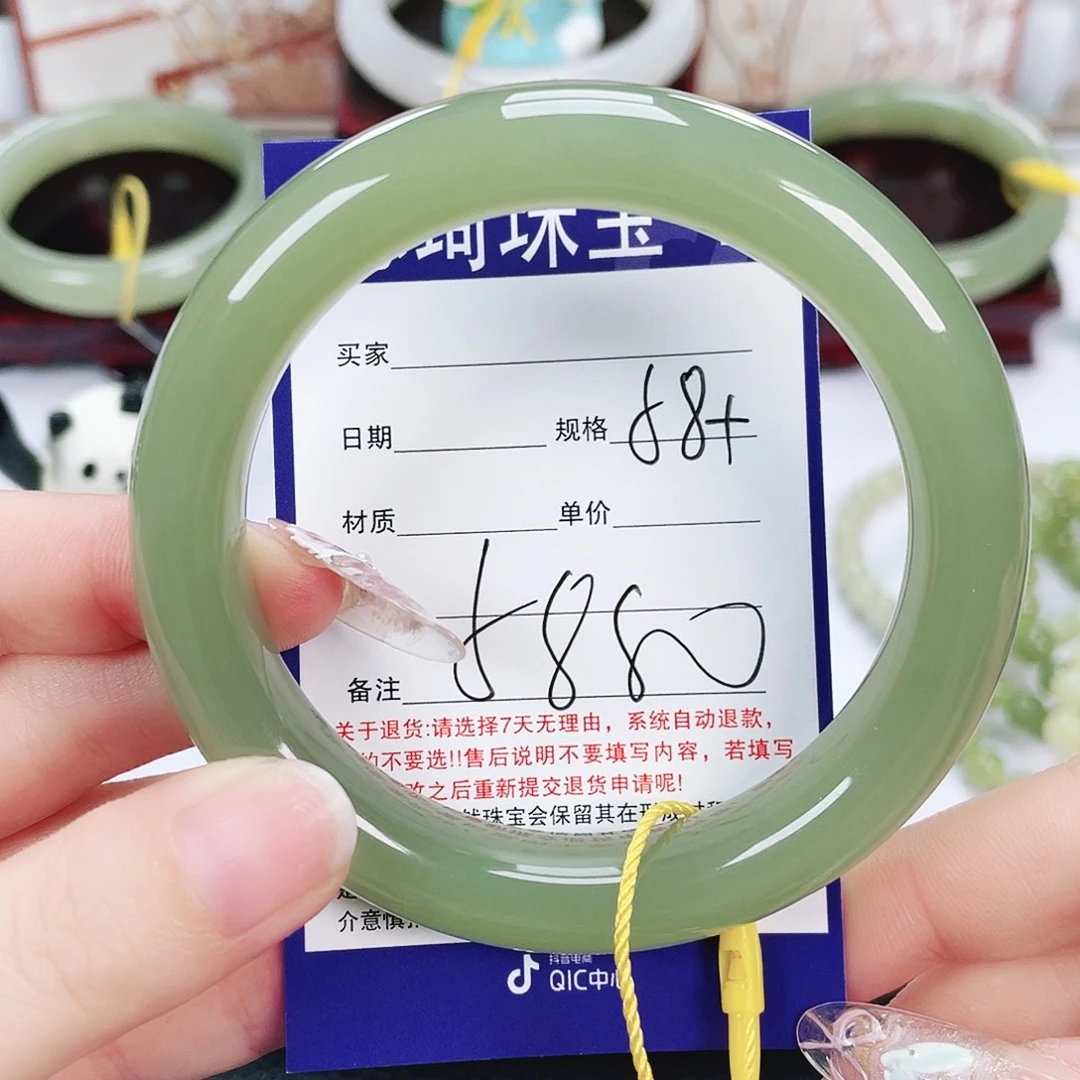 珠宝
买家
日期 规格 58+
材质 单价
5880
备注
关于退货:请选择7天无理由，系统自动退款，
不要选!!售后说明不要填写内容，若填写
之后重新提交退货申请呢!
珠宝会保留其在形成
介意慎
抖音电商
QIC中心